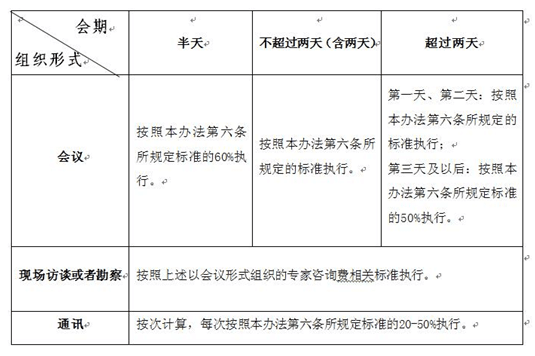 会期
组织形式
半天
不超过两天（含两天）
超过两天
会议
按照本办法第六条
所规定标准的60%执
行。
按照本办法第六条所
规定的标准执行。
第一天、第二天：按照
本办法第六条所规定的
标准执行；
第三天及以后：按照本
办法第六条所规定标准
的50%执行。
现场访谈或者勘察
按照上述以会议形式组织的专家咨询费相关标准执行。
通讯
按次计算，每次按照本办法第六条所规定标准的20-50%执行。